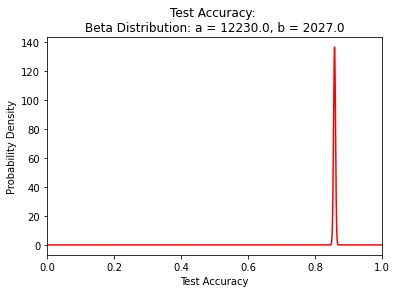 Test Accuracy:
Beta Distribution: a = 12230.0, b = 2027.0
140
120
100
80
60
40
20
0
Probability Density
0.0 0.2 0.4 0.6 0.8 1.0
Test Accuracy